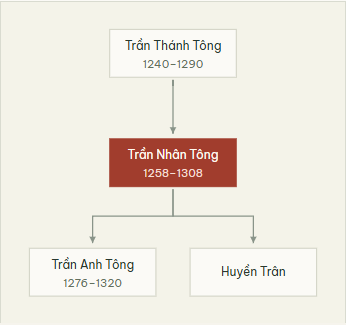 Trần Thánh Tông
1240–1290
Trần Nhân Tông
1258–1308
Trần Anh Tông
1276–1320
Huyền Trân